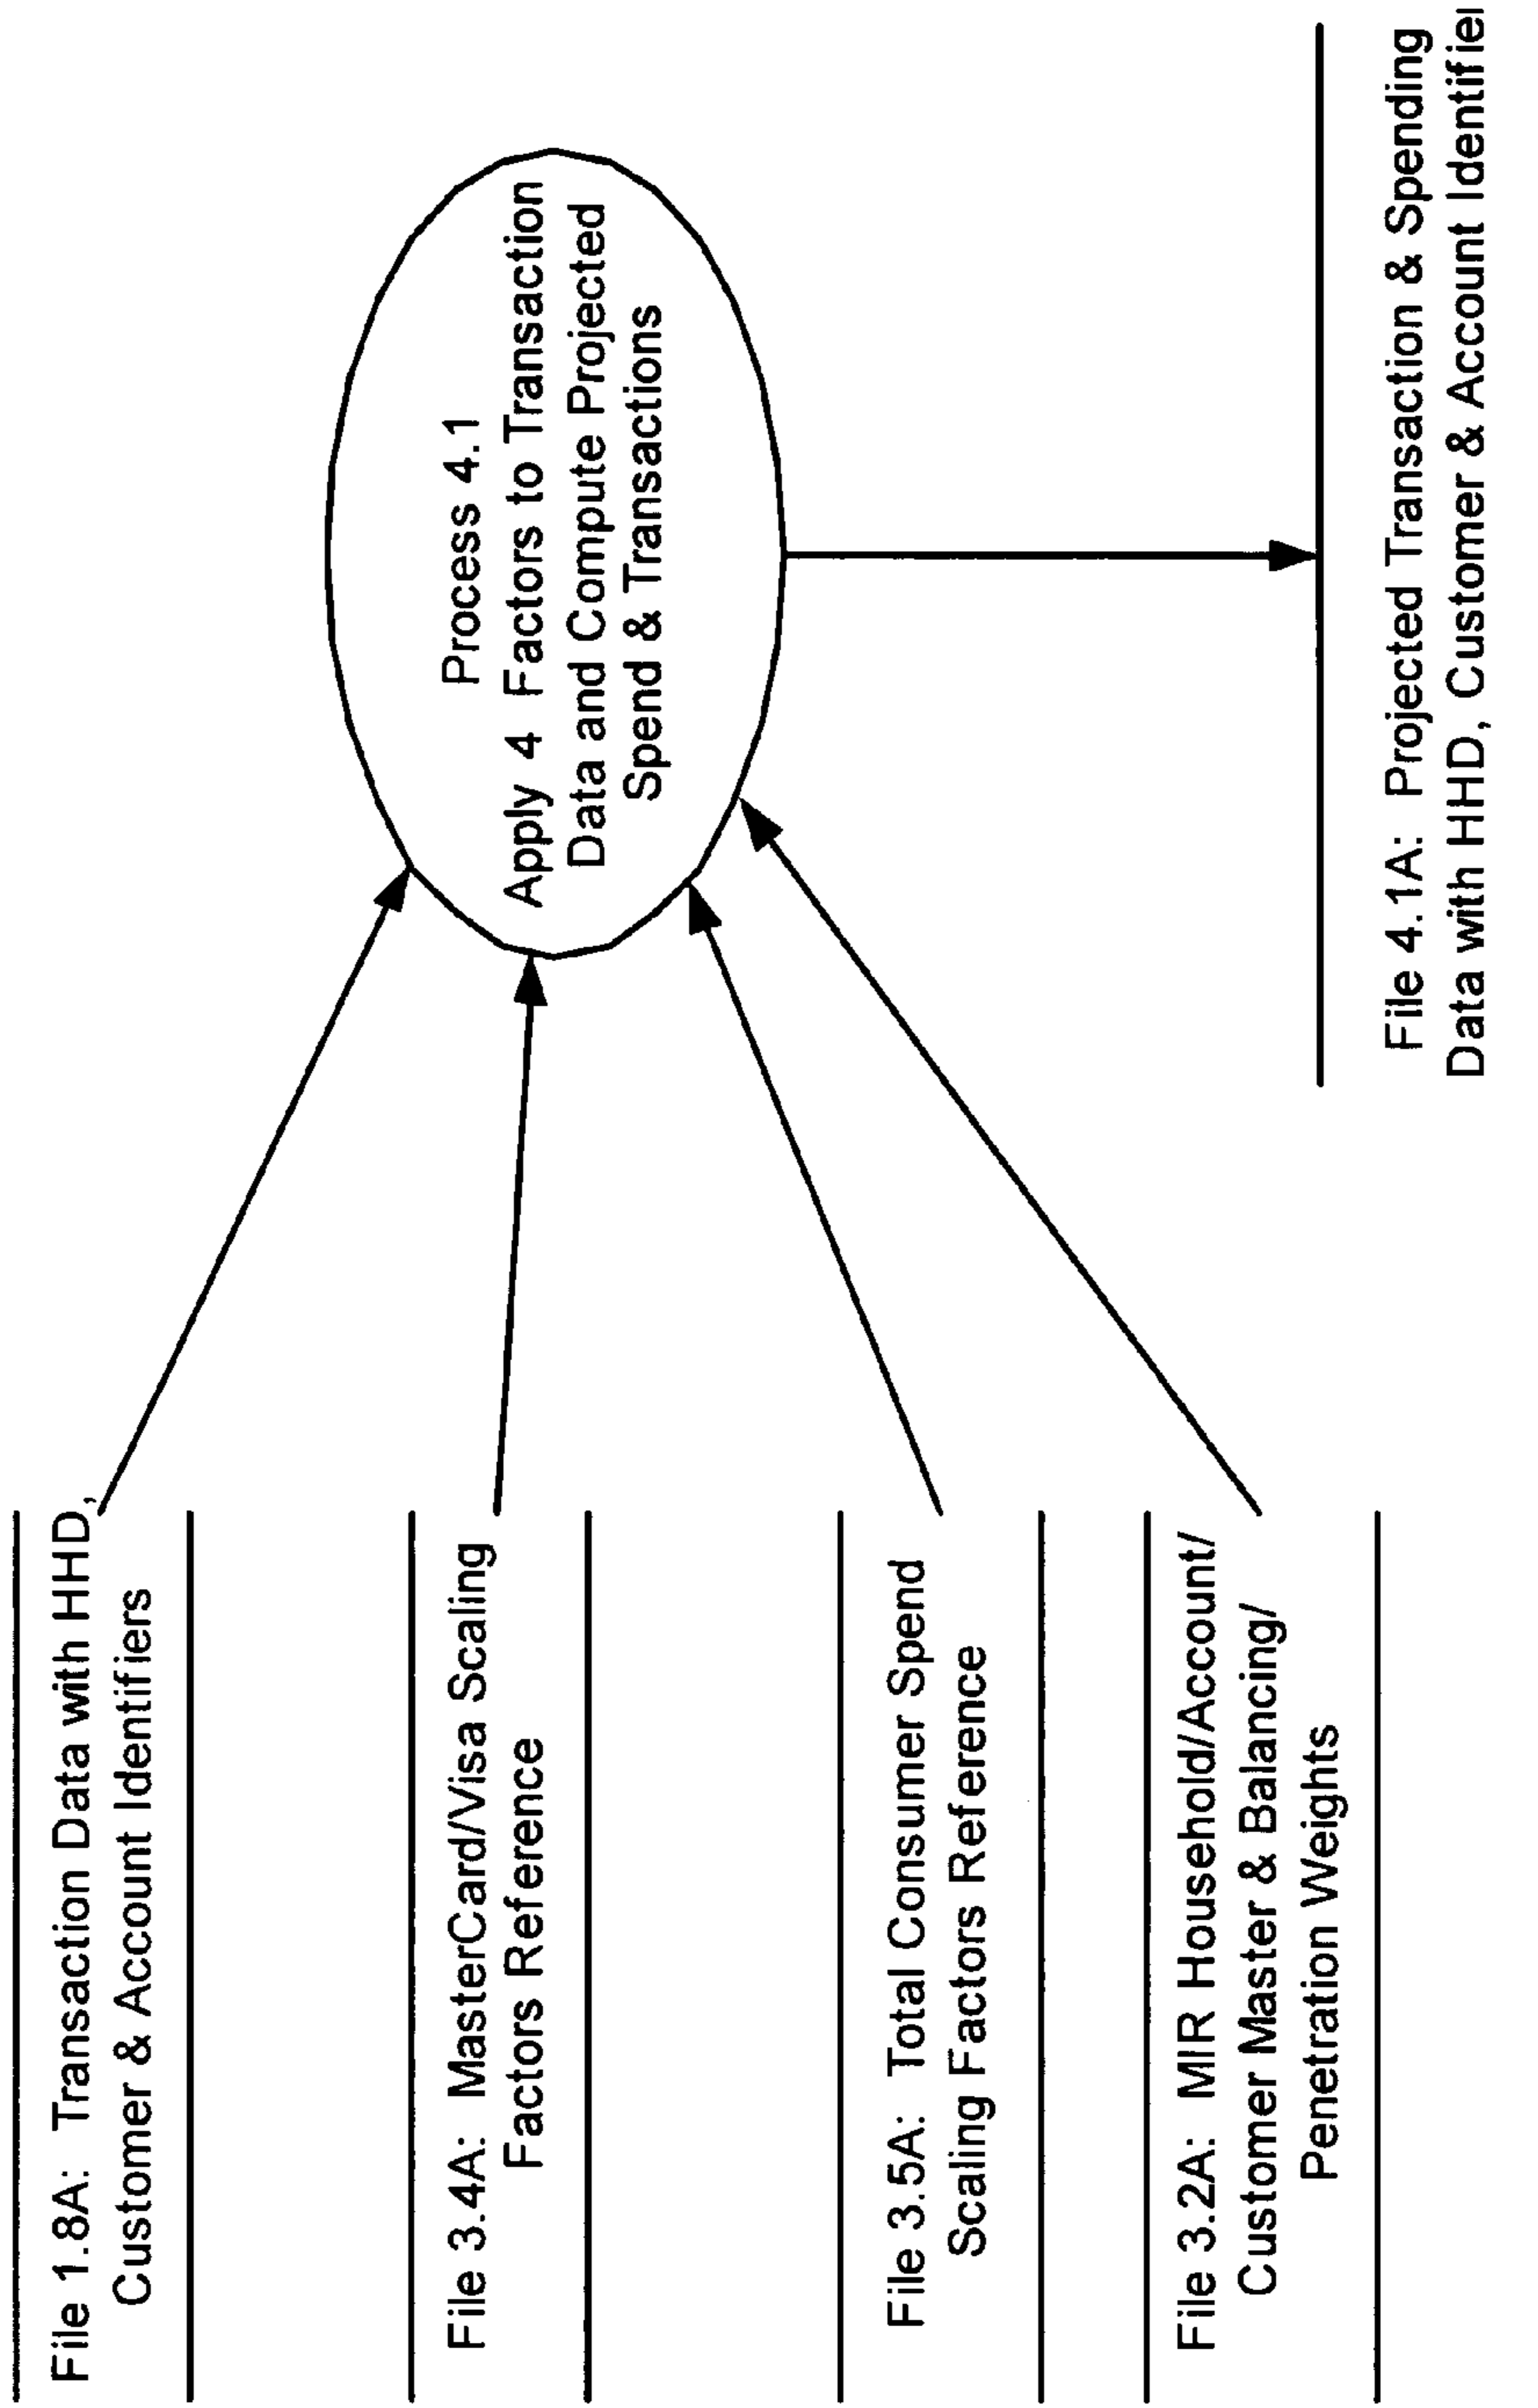 File 1.8A: Transaction Data with HHD,
Customer & Account Identifiers
File 3.4A: MasterCard/Visa Scaling
Factors Reference
File 3.5A: Total Consumer Spend
Scaling Factors Reference
File 3.2A: MIR Household/Account/
Customer Master & Balancing/
Penetration Weights
Process 4.1
Apply 4 Factors to Transaction
Data and Compute Projected
Spend & Transactions
File 4.1A: Projected Transaction & Spending
Data with HHD, Customer & Account Identifie